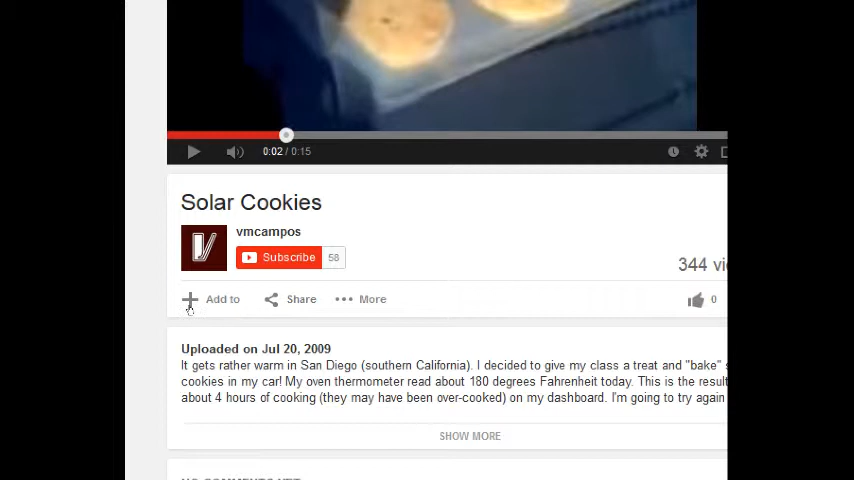 0:02 / 0:15
Solar Cookies
vmcampos
Subscribe 58
344
Add to Share More 0
Uploaded on Jul 20, 2009
It gets rather warm in San Diego (southern California). I decided to give my class a treat and "bake"
cookies in my car! My oven thermometer read about 180 degrees Fahrenheit today. This is the
about 4 hours of cooking (they may have been over-cooked) on my dashboard. I'm going to try again
SHOW MORE